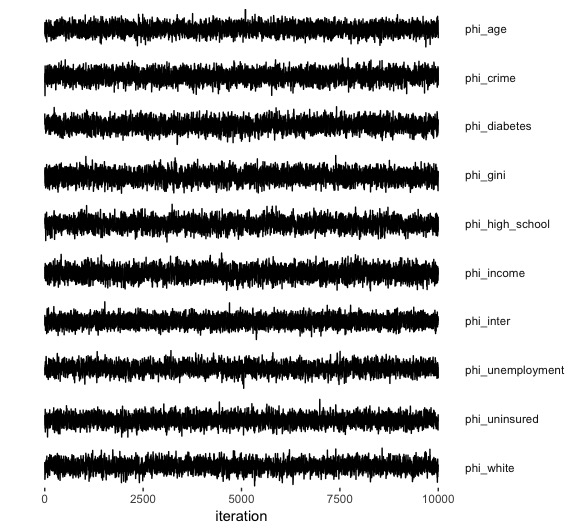 phi_age
phi_crime
phi_diabetes
phi_gini
phi_high_school
phi_income
phi_inter
phi_unemployment
phi_uninsured
phi_white
0 2500 5000 7500 10000
iteration